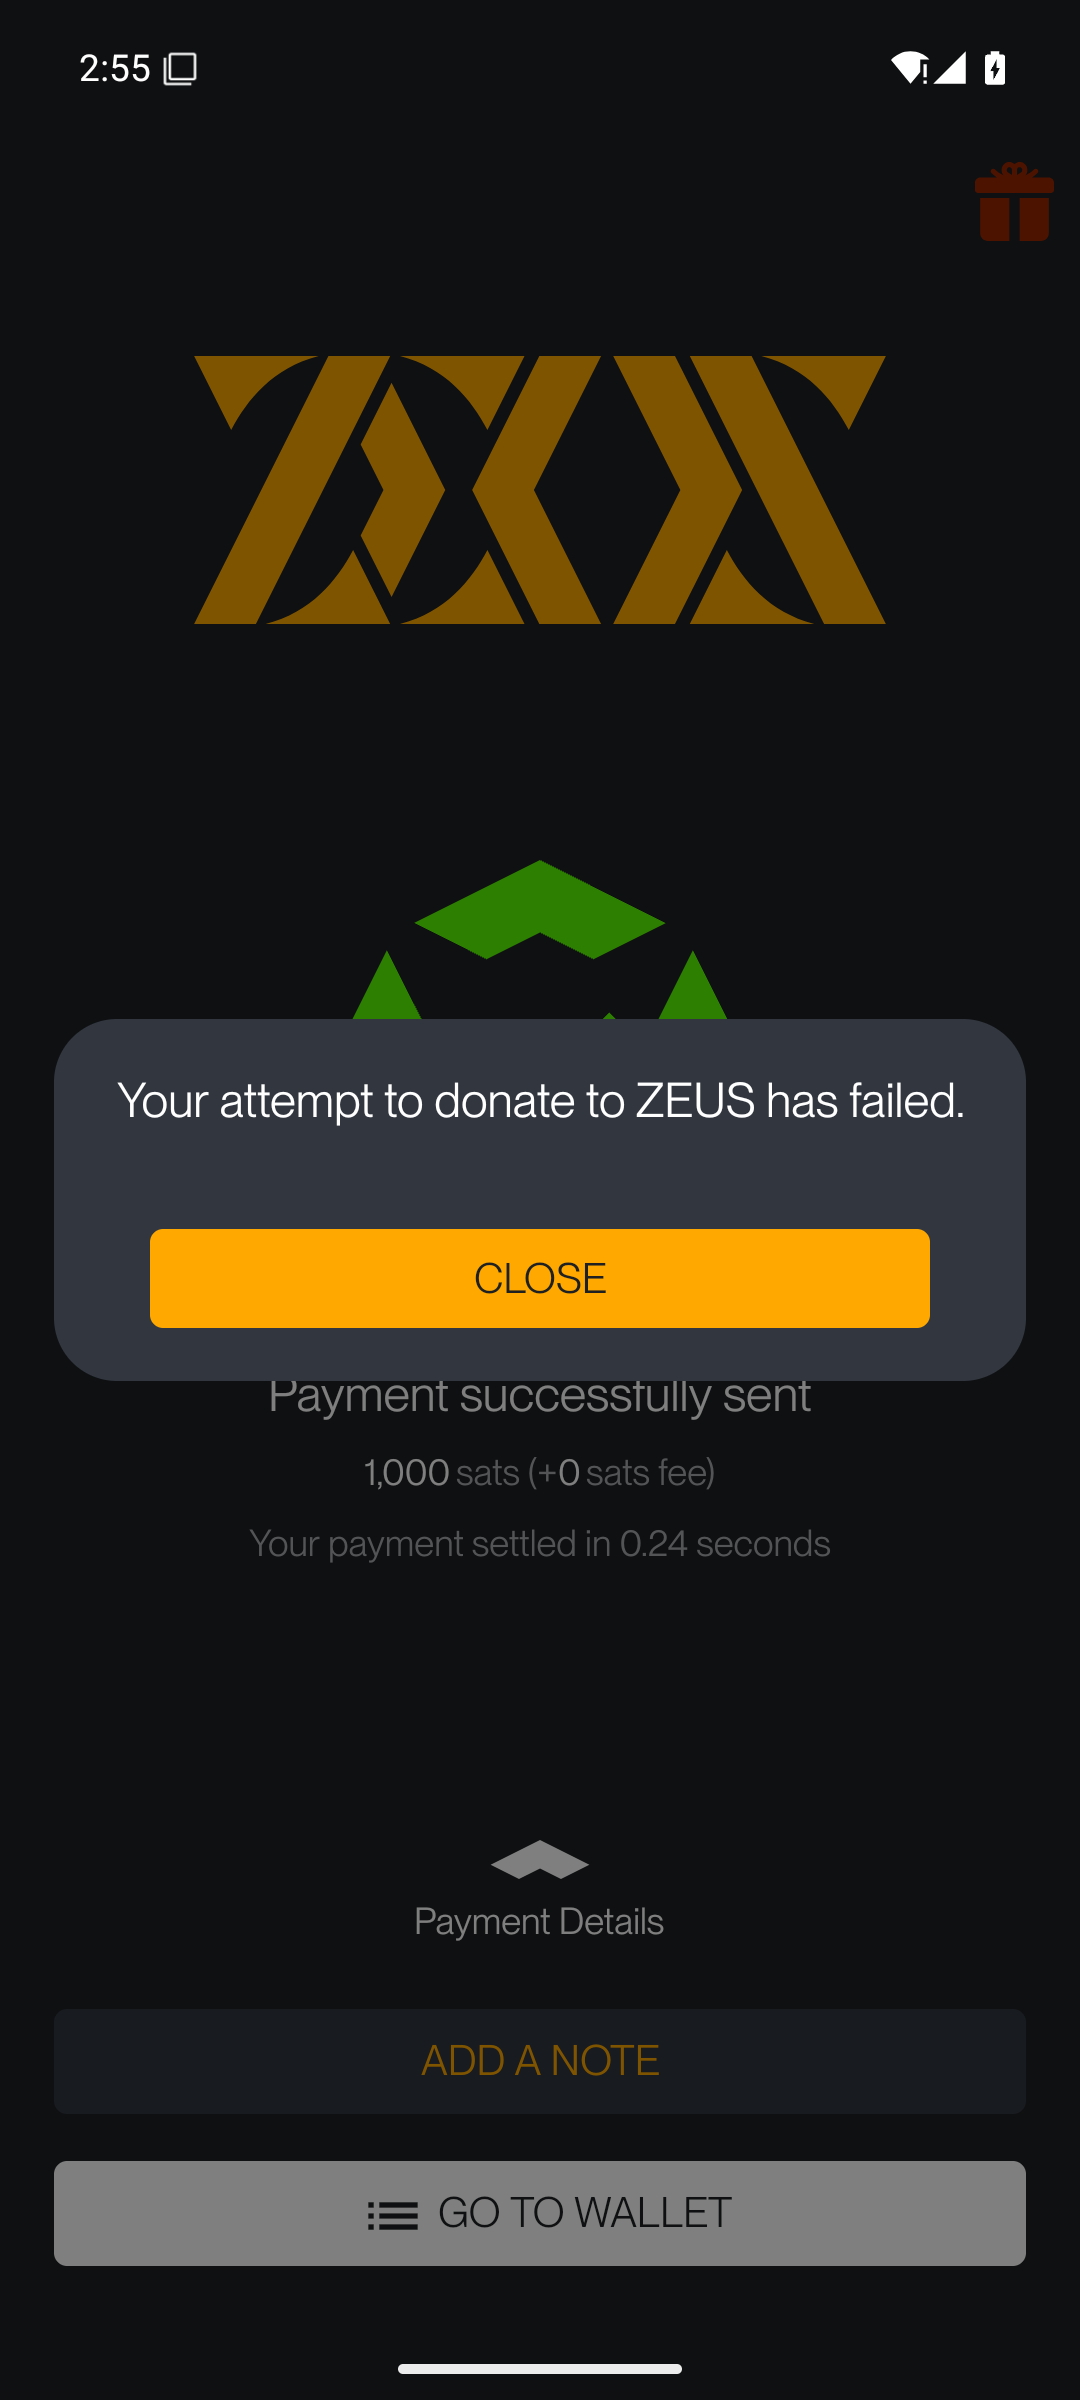 2:55
ZEUS
Your attempt to donate to ZEUS has failed.
CLOSE
Payment successfully sent
1,000 sats (+0 sats fee)
Your payment settled in 0.24 seconds
Payment Details
ADD A NOTE
GO TO WALLET